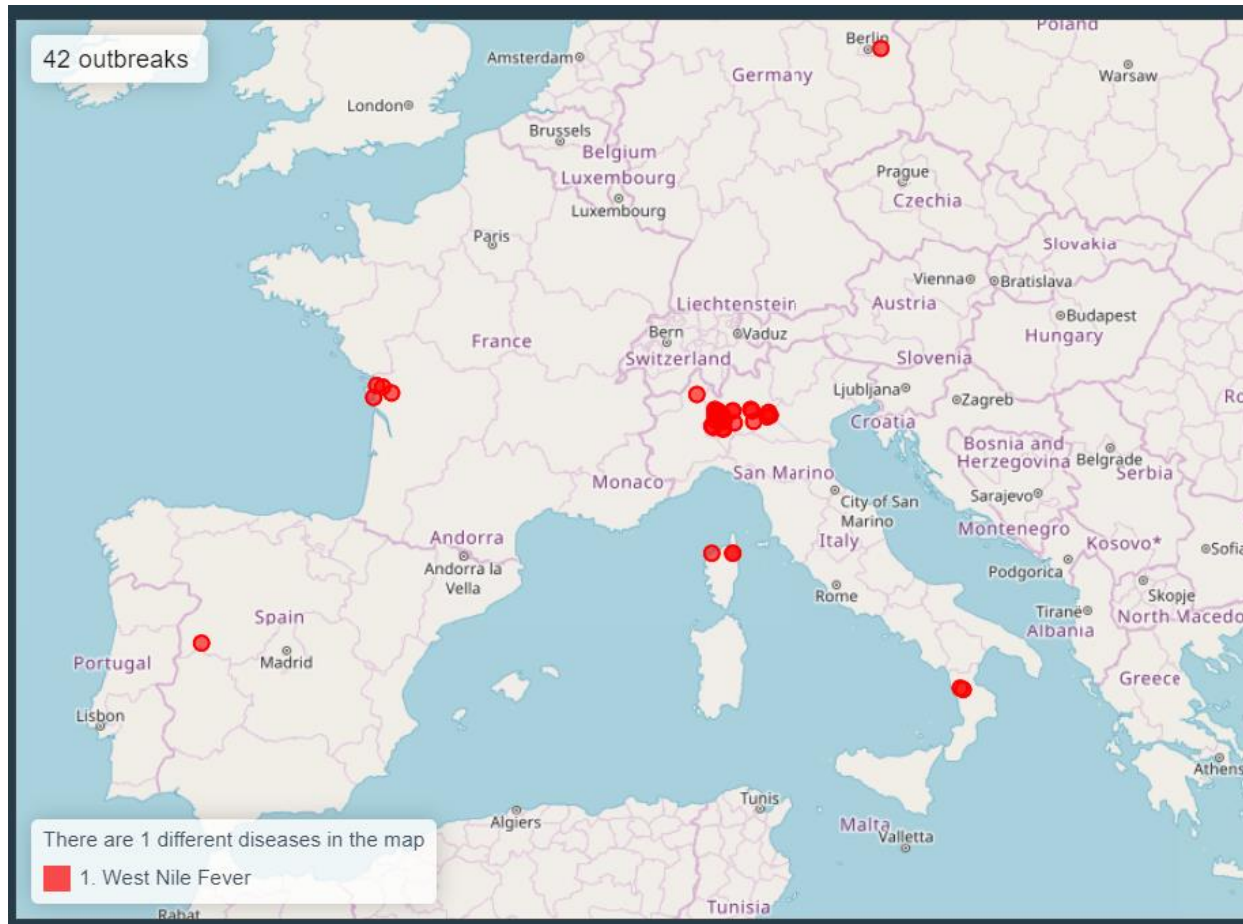 42 outbreaks
Poland
Berlin
Amsterdam
Germany
Warsaw
London
Brussels
Belgium
Prague
Luxembourg
Czechia
Luxembourg
Paris
Slovakia
Vienna
Bratislava
Liechtenstein
Austria
Budapest
Bern
Vaduz
Hungary
France
Switzerland
Slovenia
Ljubljana
Zagreb
Ro
Croatia
Bosnia and
Herzegovina
Belgrade
Serbia
San Marino
Monaco
City of San
Marino
Sarajevo
Montenegro
Andorra
Italy
Kosovo*
Sofia
Andorra la
Vella
Podgorica
Rome
Skopje
Tiranë
North Macedo
Spain
Albania
Madrid
Portugal
Greece
Lisbon
Athens
Tunis
Algiers
Malta
Valletta
There are 1 different diseases in the map
1. West Nile Fever
Rabat
Tunisia